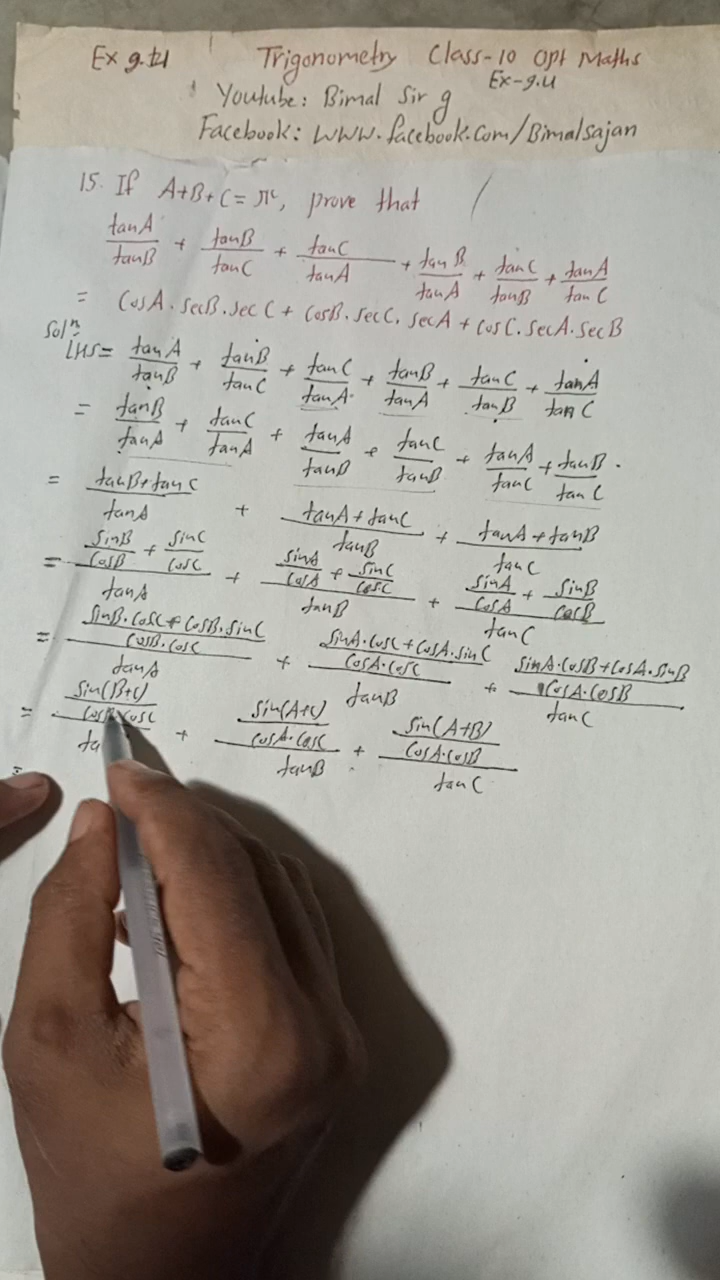 Ex 9.4 Trigonometry Class-10 Opt Maths
Ex-9.4
Youtube: Bimal Sir g
Facebook: WWW.facebook.Com/Bimalsajan
15. If A+B+C= πᶜ, prove that
tanA/tanB + tanB/tanC + tanC/tanA + tanB/tanA + tanC/tanB + tanA/tanC
= CosA . SecB. Sec C + CosB. SecC. SecA + Cos C. SecA. Sec B
Solⁿ:
LHS = tanA/tanB + tanB/tanC + tanC/tanA + tanB/tanA + tanC/tanB + tanA/tan C
= tanB/tanA + tanC/tanA + tanA/tanB + tanC/tanB + tanA/tanC + tanB/tanC
= (tanB+tanC)/tanA + (tanA+tanC)/tanB + (tanA+tanB)/tanC
= (SinB/CosB + SinC/CosC)/tanA + (SinA/CosA + SinC/CosC)/tanB + (SinA/CosA + SinB/CosB)/tanC
= ((SinB.CosC+CosB.SinC)/(CosB.CosC))/tanA + ((SinA.CosC+CosA.SinC)/(CosA.CosC))/tanB + ((SinA.CosB+CosA.SinB)/(CosA.CosB))/tanC
= (Sin(B+C)/(CosB.CosC))/ta + (Sin(A+C)/(CosA.CosC))/tanB + (Sin(A+B)/(CosA.CosB))/tanC
=